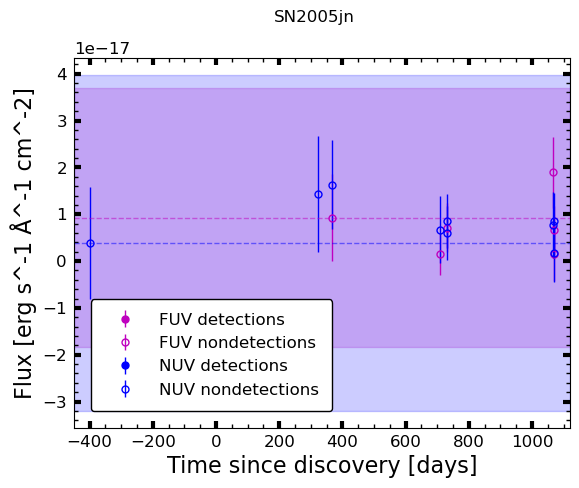 SN2005jn
1e−17
4
3
2
1
0
−1
−2
−3
Flux [erg s^-1 Å^-1 cm^-2]
FUV detections
FUV nondetections
NUV detections
NUV nondetections
−400 −200 0 200 400 600 800 1000
Time since discovery [days]